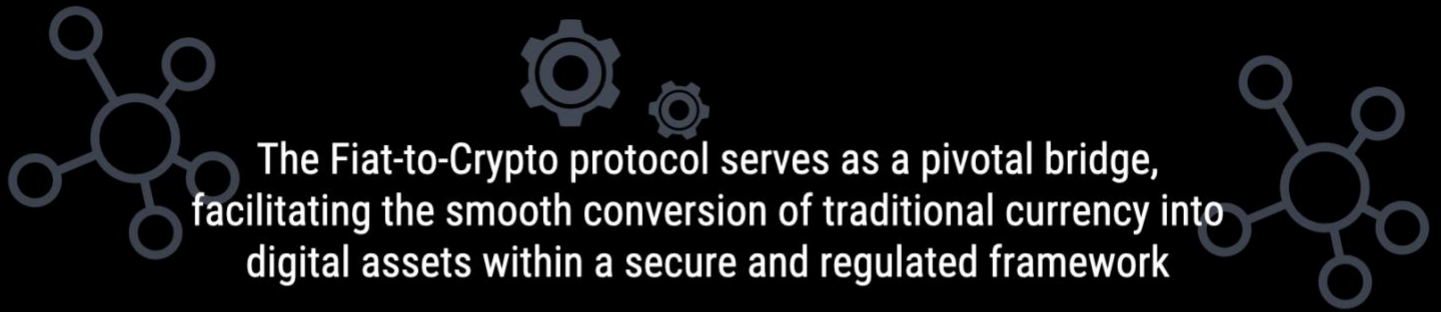 The Fiat-to-Crypto protocol serves as a pivotal bridge,
facilitating the smooth conversion of traditional currency into
digital assets within a secure and regulated framework